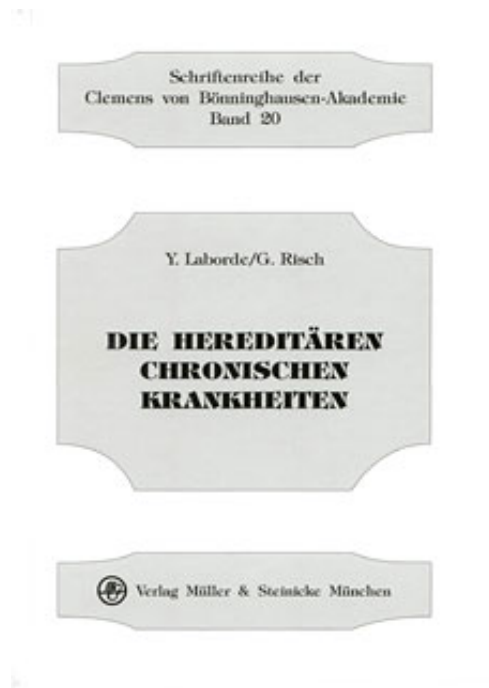 Schriftenreihe der
Clemens von Bönninghausen-Akademie
Band 20
Y. Laborde/G. Risch
DIE HEREDITÄREN
CHRONISCHEN
KRANKHEITEN
Verlag Müller & Steinicke München